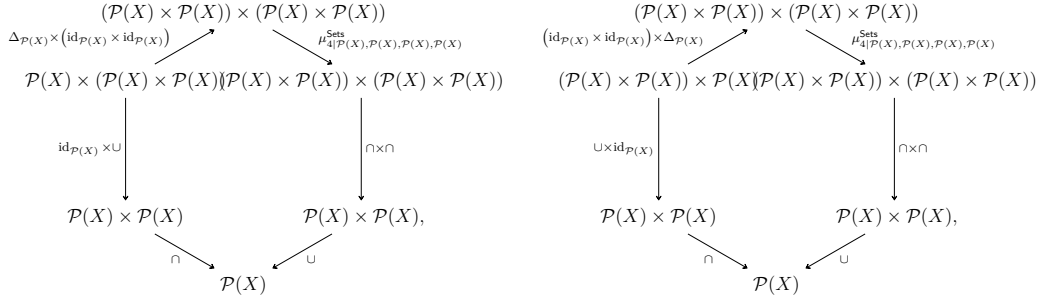 (𝒫(X) × 𝒫(X)) × (𝒫(X) × 𝒫(X))
Δ_{𝒫(X)}×(id_{𝒫(X)} × id_{𝒫(X)})
μ^{Sets}_{4|𝒫(X),𝒫(X),𝒫(X),𝒫(X)}
𝒫(X) × (𝒫(X) × 𝒫(X))
(𝒫(X) × 𝒫(X)) × (𝒫(X) × 𝒫(X))
id_{𝒫(X)} ×∪
∩×∩
𝒫(X) × 𝒫(X)
𝒫(X) × 𝒫(X),
∩
∪
𝒫(X)
(𝒫(X) × 𝒫(X)) × (𝒫(X) × 𝒫(X))
(id_{𝒫(X)} × id_{𝒫(X)})×Δ_{𝒫(X)}
μ^{Sets}_{4|𝒫(X),𝒫(X),𝒫(X),𝒫(X)}
(𝒫(X) × 𝒫(X)) × 𝒫(X)
(𝒫(X) × 𝒫(X)) × (𝒫(X) × 𝒫(X))
∪×id_{𝒫(X)}
∩×∩
𝒫(X) × 𝒫(X)
𝒫(X) × 𝒫(X),
∩
∪
𝒫(X)